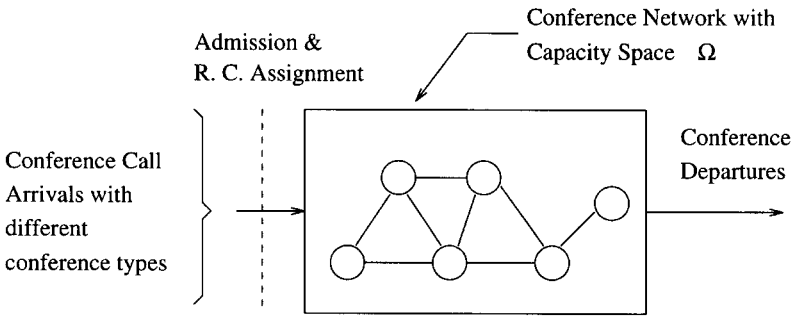 Conference Network with
Capacity Space Ω
Admission &
R. C. Assignment
Conference Call
Arrivals with
different
conference types
Conference
Departures